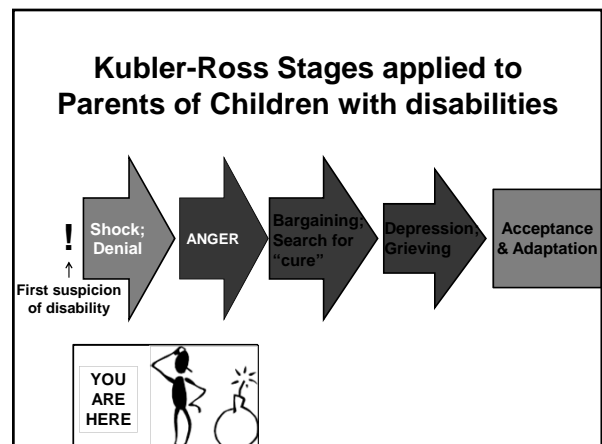 Kubler-Ross Stages applied to
Parents of Children with disabilities
!
Shock;
Denial
ANGER
Bargaining;
Search for
“cure”
Depression;
Grieving
Acceptance
& Adaptation
↑
First suspicion
of disability
YOU
ARE
HERE